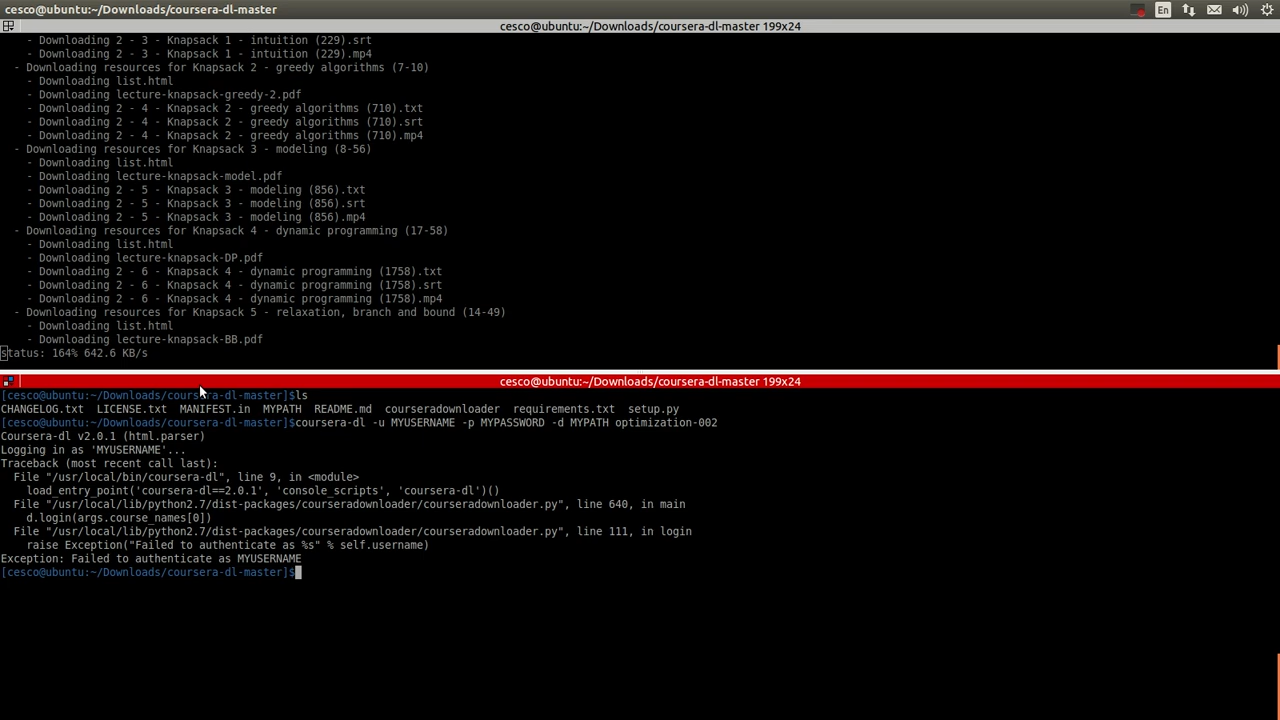 cesco@ubuntu:~/Downloads/coursera-dl-master
En
cesco@ubuntu:~/Downloads/coursera-dl-master 199x24
- Downloading 2 - 3 - Knapsack 1 - intuition (229).srt
- Downloading 2 - 3 - Knapsack 1 - intuition (229).mp4
- Downloading resources for Knapsack 2 - greedy algorithms (7-10)
- Downloading list.html
- Downloading lecture-knapsack-greedy-2.pdf
- Downloading 2 - 4 - Knapsack 2 - greedy algorithms (710).txt
- Downloading 2 - 4 - Knapsack 2 - greedy algorithms (710).srt
- Downloading 2 - 4 - Knapsack 2 - greedy algorithms (710).mp4
- Downloading resources for Knapsack 3 - modeling (8-56)
- Downloading list.html
- Downloading lecture-knapsack-model.pdf
- Downloading 2 - 5 - Knapsack 3 - modeling (856).txt
- Downloading 2 - 5 - Knapsack 3 - modeling (856).srt
- Downloading 2 - 5 - Knapsack 3 - modeling (856).mp4
- Downloading resources for Knapsack 4 - dynamic programming (17-58)
- Downloading list.html
- Downloading lecture-knapsack-DP.pdf
- Downloading 2 - 6 - Knapsack 4 - dynamic programming (1758).txt
- Downloading 2 - 6 - Knapsack 4 - dynamic programming (1758).srt
- Downloading 2 - 6 - Knapsack 4 - dynamic programming (1758).mp4
- Downloading resources for Knapsack 5 - relaxation, branch and bound (14-49)
- Downloading list.html
- Downloading lecture-knapsack-BB.pdf
status: 164% 642.6 KB/s
cesco@ubuntu:~/Downloads/coursera-dl-master 199x24
[cesco@ubuntu:~/Downloads/coursera-dl-master]$ls
CHANGELOG.txt LICENSE.txt MANIFEST.in MYPATH README.md courseradownloader requirements.txt setup.py
[cesco@ubuntu:~/Downloads/coursera-dl-master]$coursera-dl -u MYUSERNAME -p MYPASSWORD -d MYPATH optimization-002
Coursera-dl v2.0.1 (html.parser)
Logging in as 'MYUSERNAME'...
Traceback (most recent call last):
File "/usr/local/bin/coursera-dl", line 9, in <module>
load_entry_point('coursera-dl==2.0.1', 'console_scripts', 'coursera-dl')()
File "/usr/local/lib/python2.7/dist-packages/courseradownloader/courseradownloader.py", line 640, in main
d.login(args.course_names[0])
File "/usr/local/lib/python2.7/dist-packages/courseradownloader/courseradownloader.py", line 111, in login
raise Exception("Failed to authenticate as %s" % self.username)
Exception: Failed to authenticate as MYUSERNAME
[cesco@ubuntu:~/Downloads/coursera-dl-master]$